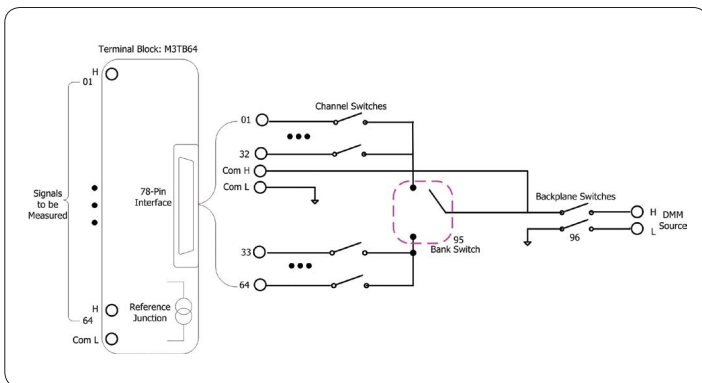 Terminal Block: M3TB64
H
01
Signals
to be
Measured
78-Pin
Interface
H
64
Com L
Reference
Junction
01
32
Com H
Com L
33
64
Channel Switches
95
Bank Switch
Backplane Switches
96
H
L
DMM
Source